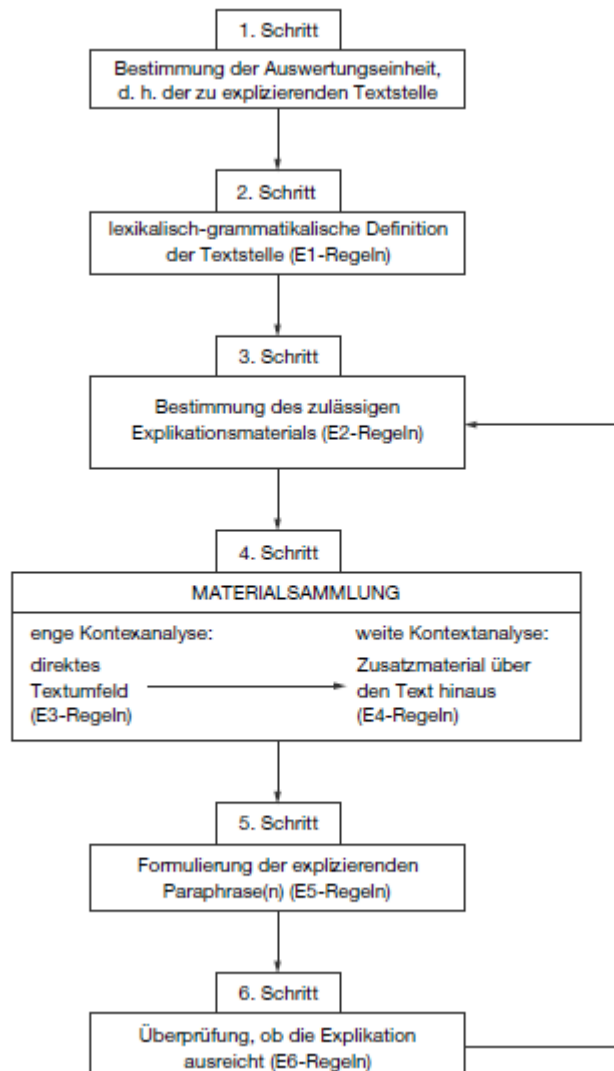 1. Schritt
Bestimmung der Auswertungseinheit,
d. h. der zu explizierenden Textstelle
2. Schritt
lexikalisch-grammatikalische Definition
der Textstelle (E1-Regeln)
3. Schritt
Bestimmung des zulässigen
Explikationsmaterials (E2-Regeln)
4. Schritt
MATERIALSAMMLUNG
enge Kontexanalyse:
direktes
Textumfeld
(E3-Regeln)
weite Kontextanalyse:
Zusatzmaterial über
den Text hinaus
(E4-Regeln)
5. Schritt
Formulierung der explizierenden
Paraphrase(n) (E5-Regeln)
6. Schritt
Überprüfung, ob die Explikation
ausreicht (E6-Regeln)